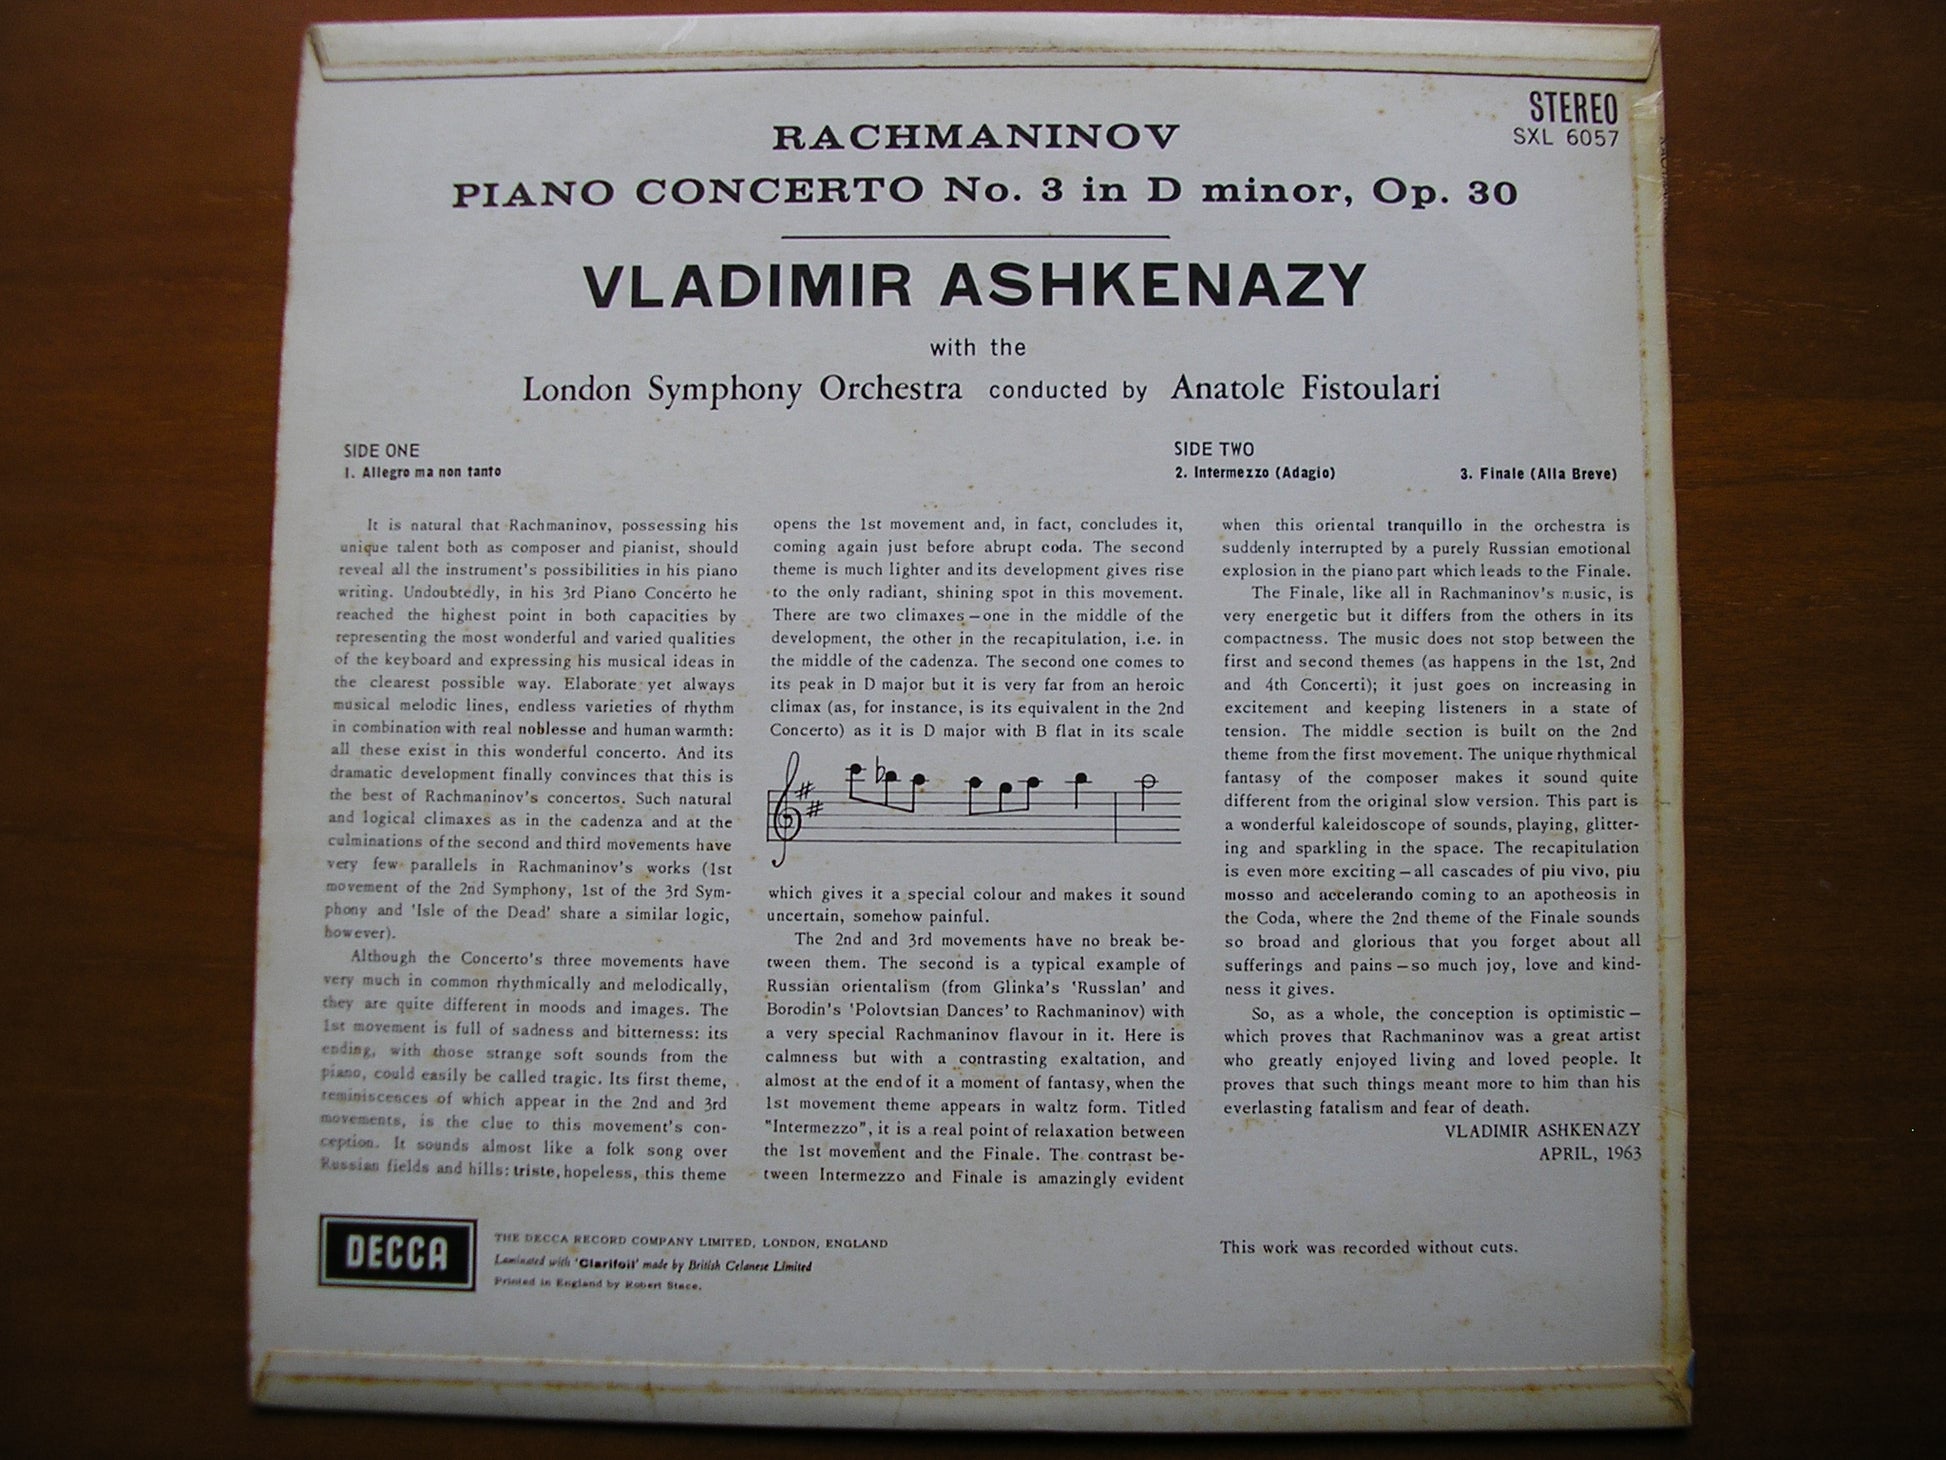 STEREO
SXL 6057
RACHMANINOV
PIANO CONCERTO No. 3 in D minor, Op. 30
VLADIMIR ASHKENAZY
with the
London Symphony Orchestra conducted by Anatole Fistoulari
SIDE ONE
1. Allegro ma non tanto
SIDE TWO
2. Intermezzo (Adagio)
3. Finale (Alla Breve)
It is natural that Rachmaninov, possessing his
unique talent both as composer and pianist, should
reveal all the instrument's possibilities in his piano
writing. Undoubtedly, in his 3rd Piano Concerto he
reached the highest point in both capacities by
representing the most wonderful and varied qualities
of the keyboard and expressing his musical ideas in
the clearest possible way. Elaborate yet always
musical melodic lines, endless varieties of rhythm
in combination with real noblesse and human warmth:
all these exist in this wonderful concerto. And its
dramatic development finally convinces that this is
the best of Rachmaninov's concertos. Such natural
and logical climaxes as in the cadenza and at the
culminations of the second and third movements have
very few parallels in Rachmaninov's works (1st
movement of the 2nd Symphony, 1st of the 3rd Sym-
phony and 'Isle of the Dead' share a similar logic,
however).
Although the Concerto's three movements have
very much in common rhythmically and melodically,
they are quite different in moods and images. The
1st movement is full of sadness and bitterness: its
ending, with those strange soft sounds from the
piano, could easily be called tragic. Its first theme,
reminiscences of which appear in the 2nd and 3rd
movements, is the clue to this movement's con-
ception. It sounds almost like a folk song over
Russian fields and hills: triste, hopeless, this theme
opens the 1st movement and, in fact, concludes it,
coming again just before abrupt coda. The second
theme is much lighter and its development gives rise
to the only radiant, shining spot in this movement.
There are two climaxes—one in the middle of the
development, the other in the recapitulation, i.e. in
the middle of the cadenza. The second one comes to
its peak in D major but it is very far from an heroic
climax (as, for instance, is its equivalent in the 2nd
Concerto) as it is D major with B flat in its scale
which gives it a special colour and makes it sound
uncertain, somehow painful.
The 2nd and 3rd movements have no break be-
tween them. The second is a typical example of
Russian orientalism (from Glinka's 'Russlan' and
Borodin's 'Polovtsian Dances' to Rachmaninov) with
a very special Rachmaninov flavour in it. Here is
calmness but with a contrasting exaltation, and
almost at the end of it a moment of fantasy, when the
1st movement theme appears in waltz form. Titled
"Intermezzo", it is a real point of relaxation between
the 1st movement and the Finale. The contrast be-
tween Intermezzo and Finale is amazingly evident
when this oriental tranquillo in the orchestra is
suddenly interrupted by a purely Russian emotional
explosion in the piano part which leads to the Finale.
The Finale, like all in Rachmaninov's music, is
very energetic but it differs from the others in its
compactness. The music does not stop between the
first and second themes (as happens in the 1st, 2nd
and 4th Concerti); it just goes on increasing in
excitement and keeping listeners in a state of
tension. The middle section is built on the 2nd
theme from the first movement. The unique rhythmical
fantasy of the composer makes it sound quite
different from the original slow version. This part is
a wonderful kaleidoscope of sounds, playing, glitter-
ing and sparkling in the space. The recapitulation
is even more exciting—all cascades of piu vivo, piu
mosso and accelerando coming to an apotheosis in
the Coda, where the 2nd theme of the Finale sounds
so broad and glorious that you forget about all
sufferings and pains—so much joy, love and kind-
ness it gives.
So, as a whole, the conception is optimistic—
which proves that Rachmaninov was a great artist
who greatly enjoyed living and loved people. It
proves that such things meant more to him than his
everlasting fatalism and fear of death.
VLADIMIR ASHKENAZY
APRIL, 1963
DECCA
THE DECCA RECORD COMPANY LIMITED, LONDON, ENGLAND
Laminated with 'Clarifoil' made by British Celanese Limited
Printed in England by Robert Stace.
This work was recorded without cuts.